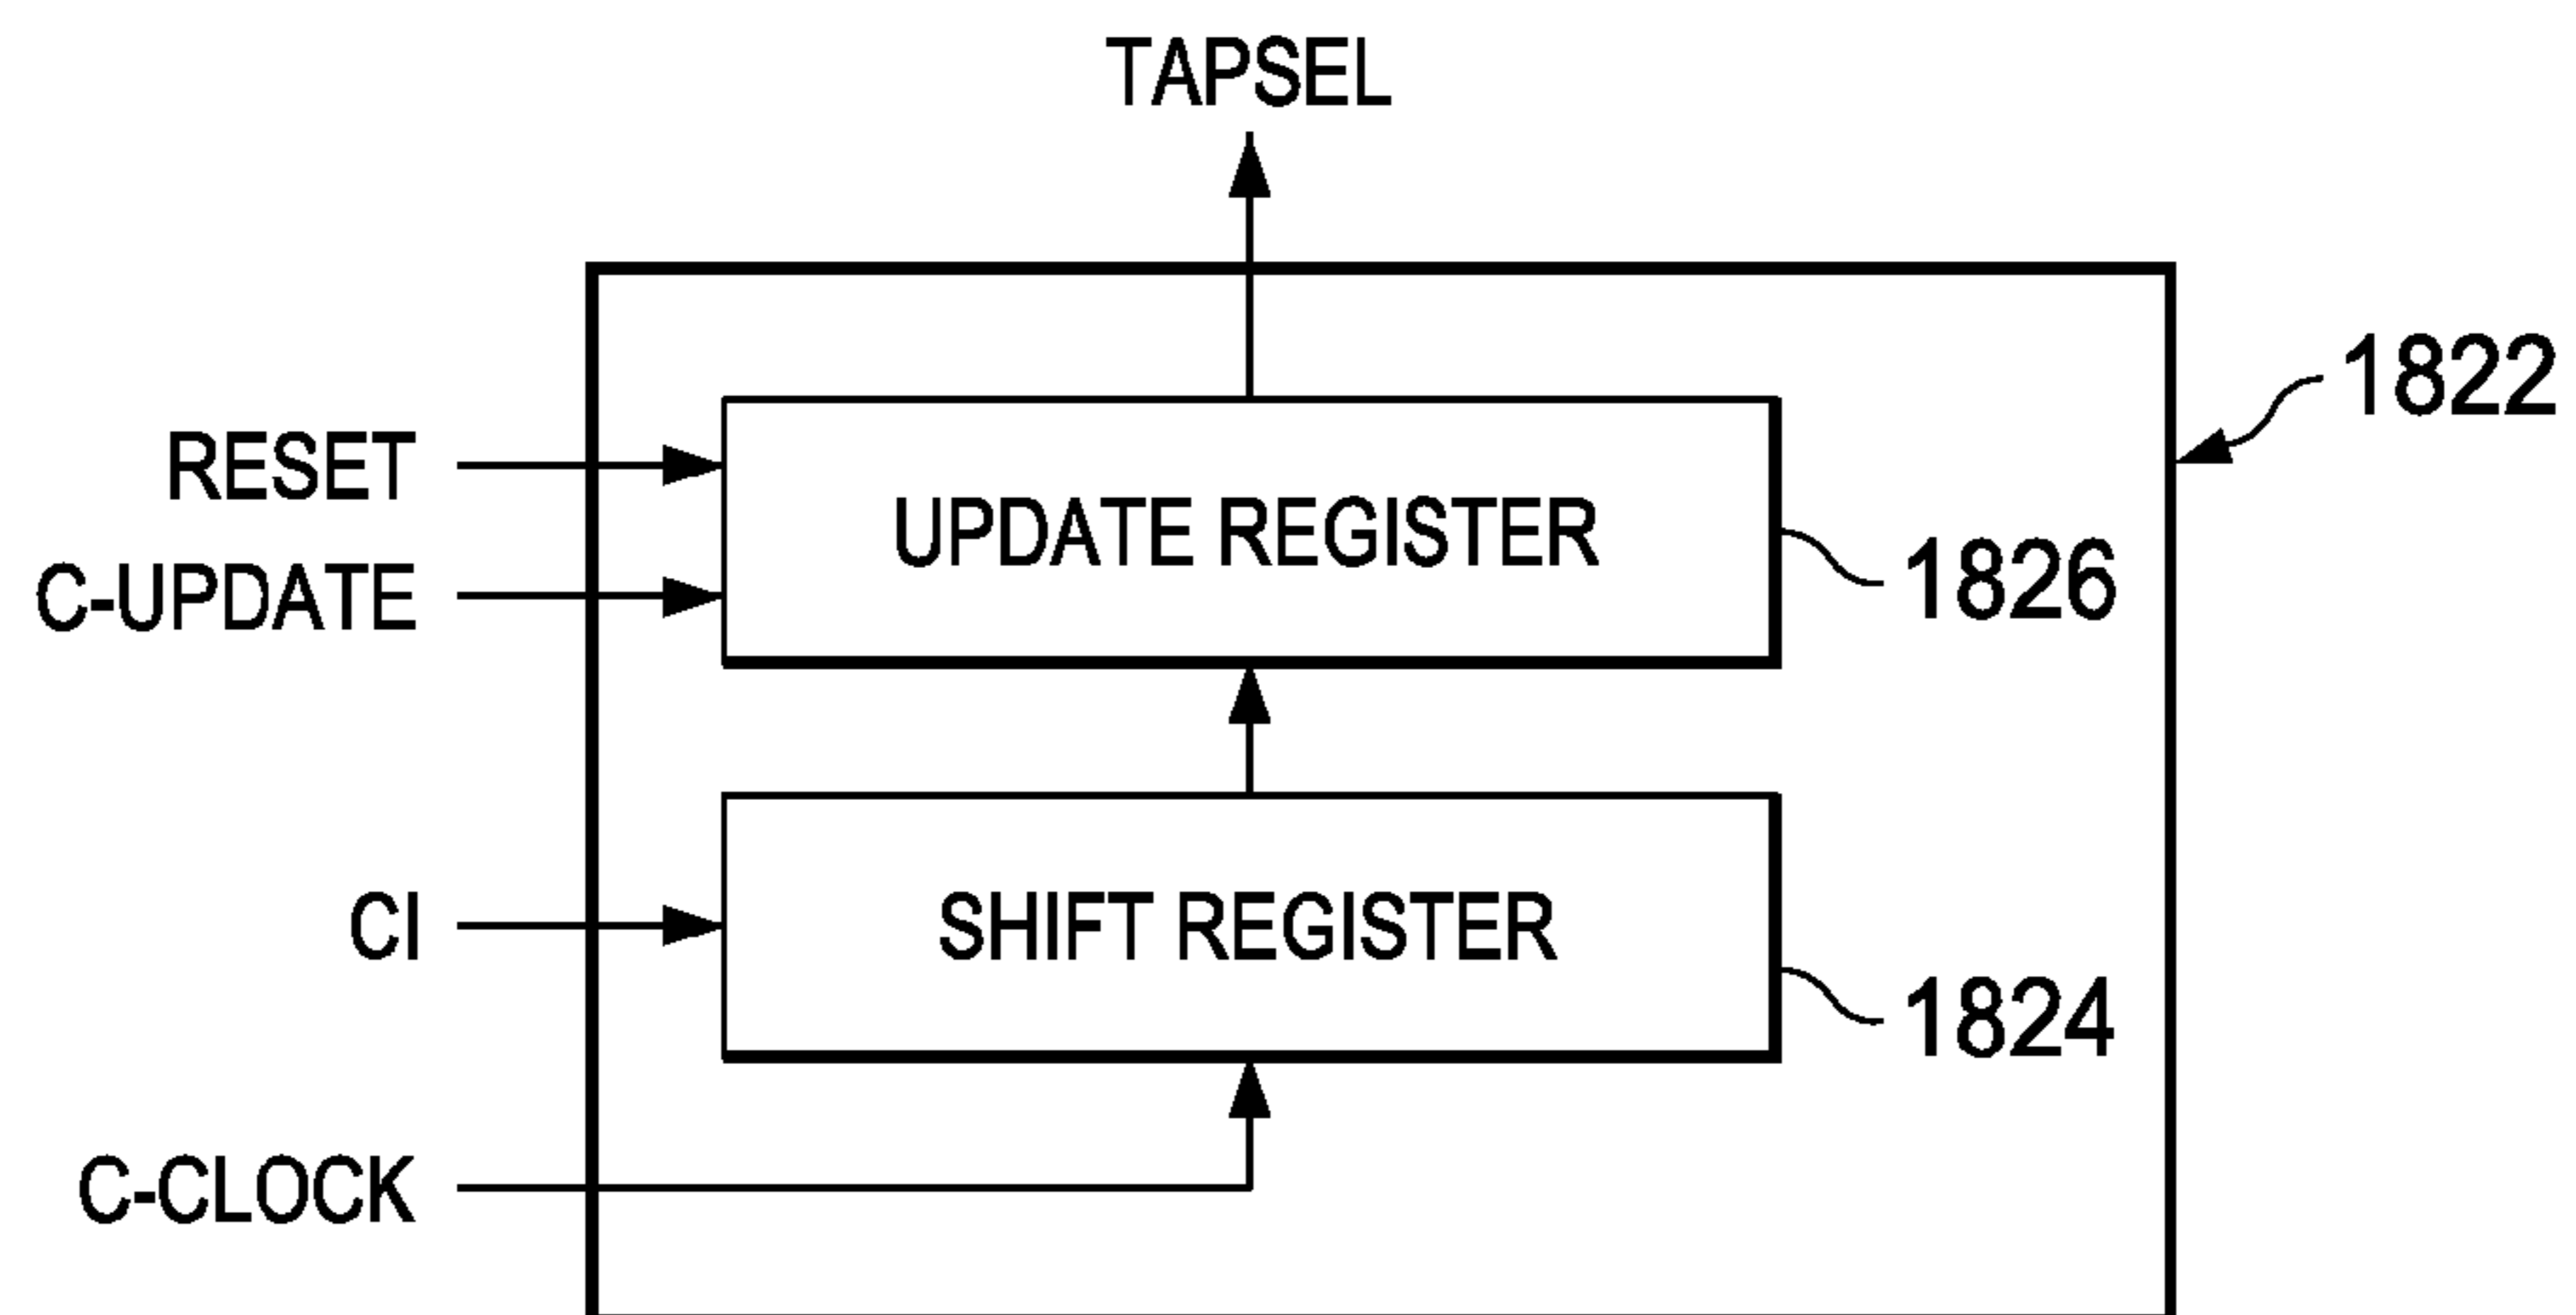 TAPSEL
1822
RESET
UPDATE REGISTER
C-UPDATE
1826
CI
SHIFT REGISTER
1824
C-CLOCK